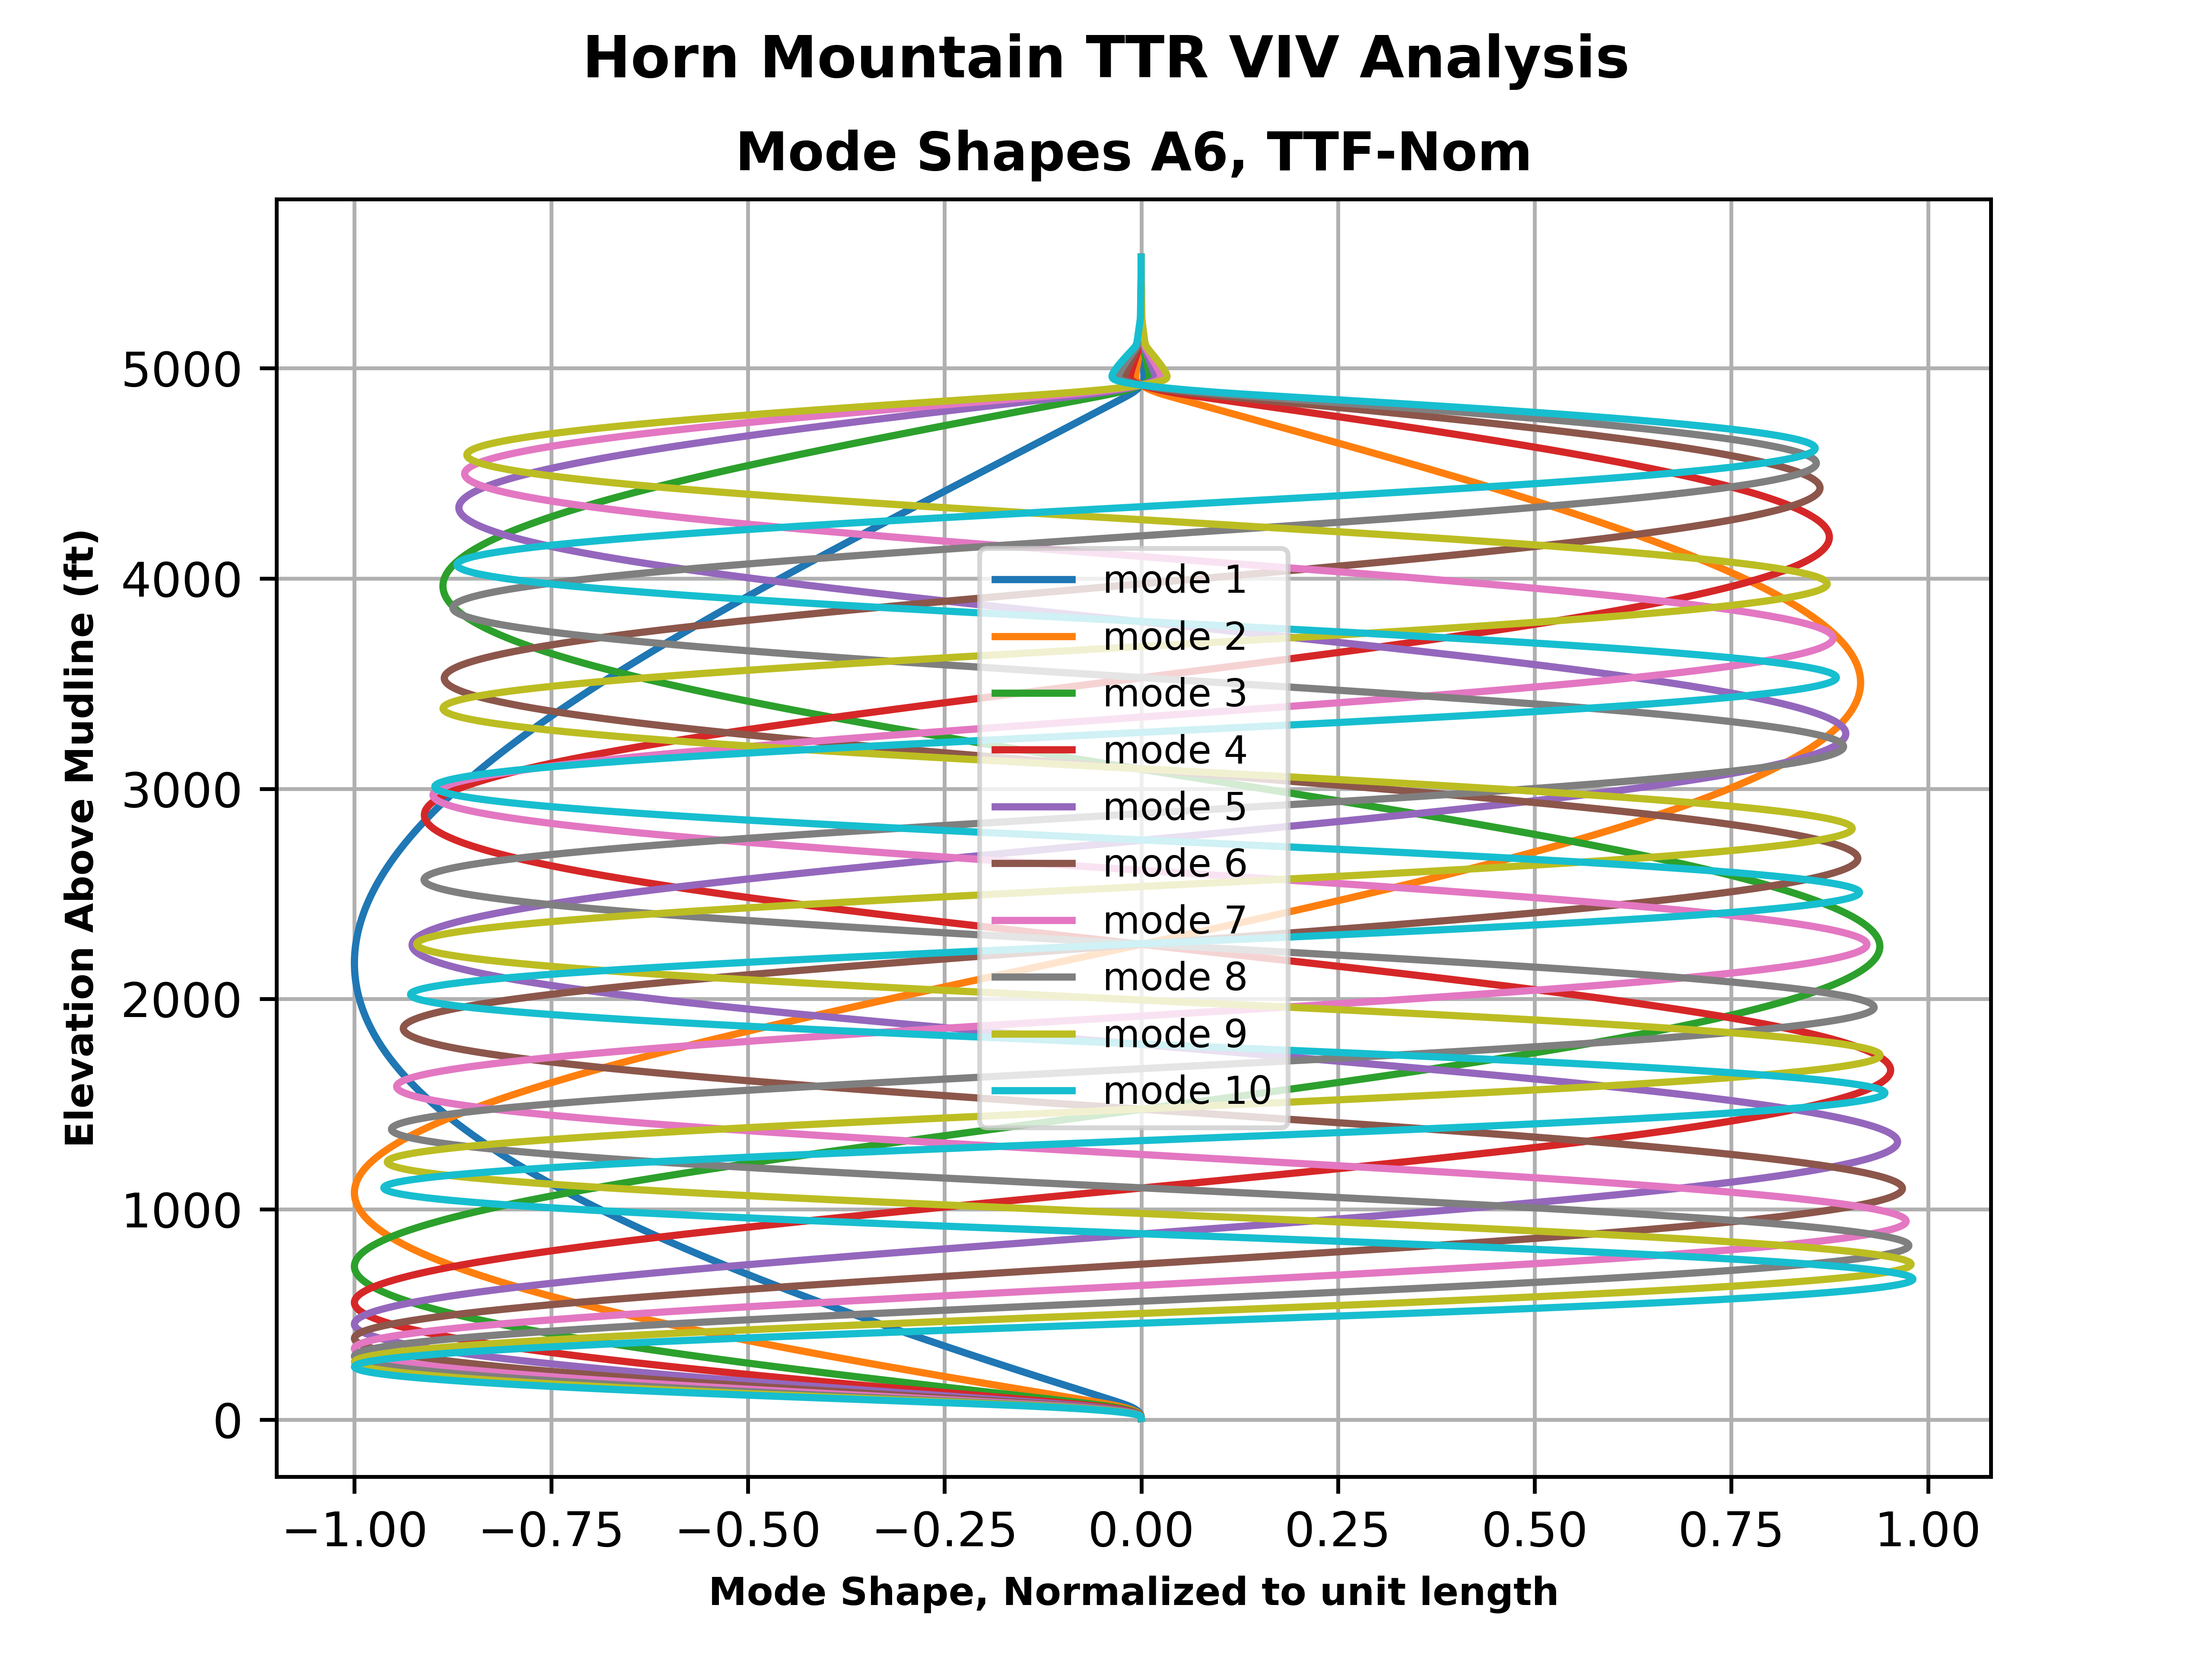 Horn Mountain TTR VIV Analysis
Mode Shapes A6, TTF-Nom
Elevation Above Mudline (ft)
5000
4000
3000
2000
1000
0
mode 1
mode 2
mode 3
mode 4
mode 5
mode 6
mode 7
mode 8
mode 9
mode 10
−1.00 −0.75 −0.50 −0.25 0.00 0.25 0.50 0.75 1.00
Mode Shape, Normalized to unit length